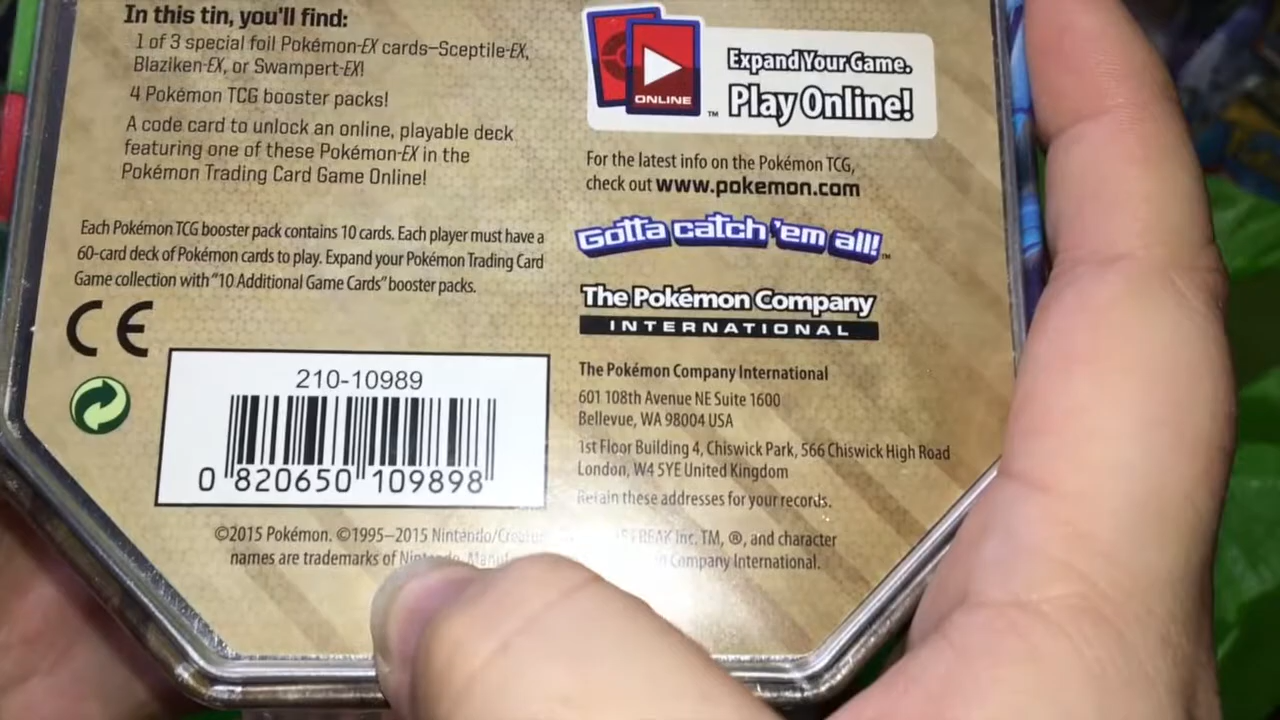 In this tin, you'll find:
1 of 3 special foil Pokémon-EX cards—Sceptile-EX,
Blaziken-EX, or Swampert-EX!
4 Pokémon TCG booster packs!
A code card to unlock an online, playable deck
featuring one of these Pokémon-EX in the
Pokémon Trading Card Game Online!
Each Pokémon TCG booster pack contains 10 cards. Each player must have a
60-card deck of Pokémon cards to play. Expand your Pokémon Trading Card
Game collection with "10 Additional Game Cards" booster packs.
CE
210-10989
0 820650 109898
ONLINE
™
Expand Your Game.
Play Online!
For the latest info on the Pokémon TCG,
check out www.pokemon.com
Gotta catch 'em all!™
The Pokémon Company
INTERNATIONAL
The Pokémon Company International
601 108th Avenue NE Suite 1600
Bellevue, WA 98004 USA
1st Floor Building 4, Chiswick Park, 566 Chiswick High Road
London, W4 5YE United Kingdom
Retain these addresses for your records.
©2015 Pokémon. ©1995–2015 Nintendo/ FREAK Inc. TM, ®, and character
names are trademarks of Nintendo. Company International.